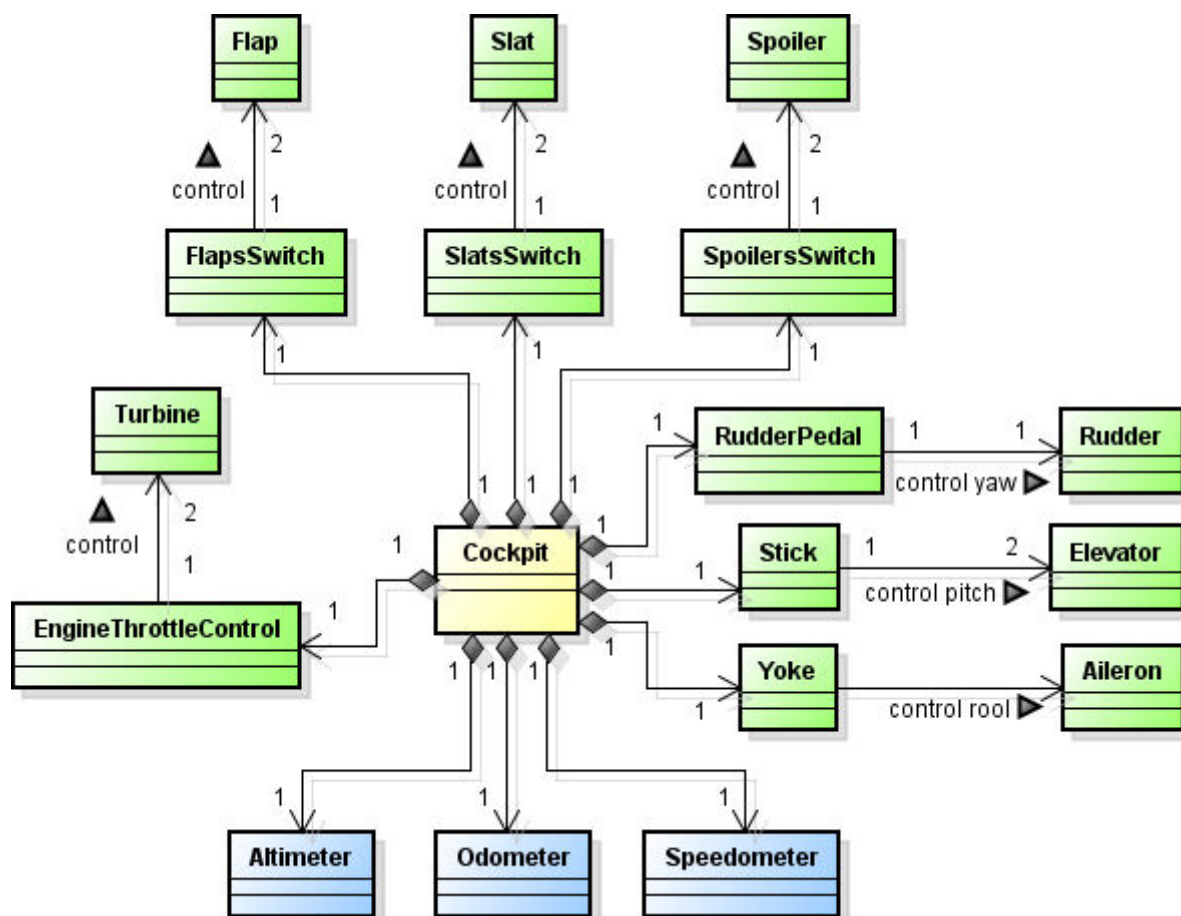 Flap Slat Spoiler
2 2 2
control control control
1 1 1
FlapsSwitch SlatsSwitch SpoilersSwitch
1 1 1
Turbine
RudderPedal Rudder
1 1 1
control yaw
2
control
1
1 1 1
1
Cockpit
1
Stick Elevator
1 1 1 2
control pitch
1
EngineThrottleControl
1
Yoke Aileron
1
control rool
1 1 1
1 1 1
Altimeter Odometer Speedometer